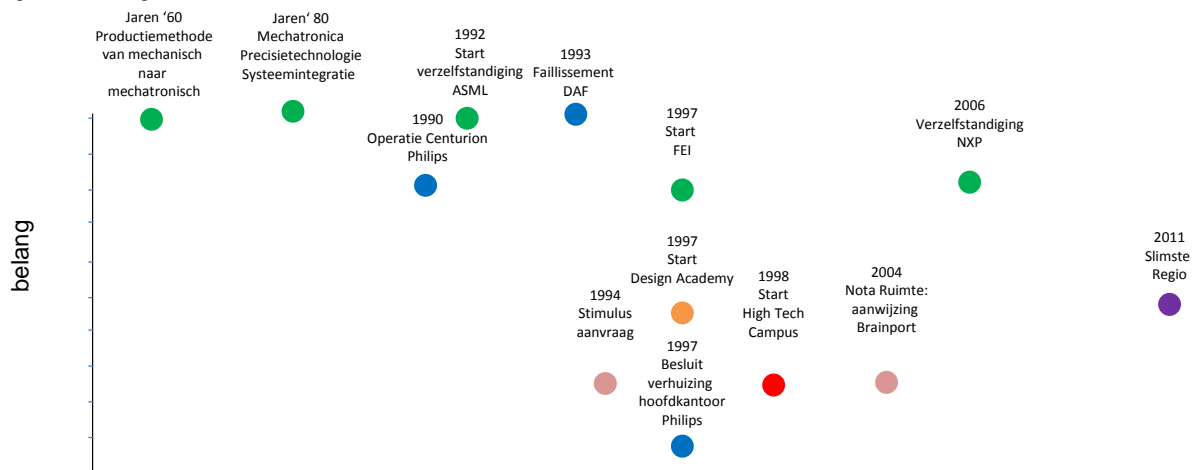 Jaren ‘60
Productiemethode
van mechanisch
naar
mechatronisch
Jaren‘ 80
Mechatronica
Precisietechnologie
Systeemintegratie
1992
Start
verzelfstandiging
ASML
1993
Faillissement
DAF
1990
Operatie Centurion
Philips
1997
Start
FEI
2006
Verzelfstandiging
NXP
belang
1997
Start
Design Academy
1994
Stimulus
aanvraag
1998
Start
High Tech
Campus
2004
Nota Ruimte:
aanwijzing
Brainport
2011
Slimste
Regio
1997
Besluit
verhuizing
hoofdkantoor
Philips